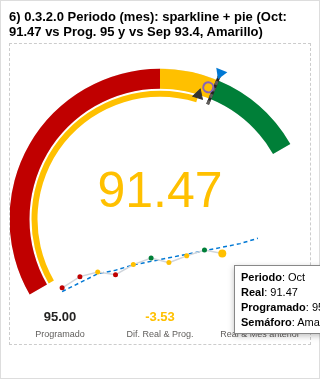 6) 0.3.2.0 Periodo (mes): sparkline + pie (Oct:
91.47 vs Prog. 95 y vs Sep 93.4, Amarillo)
91.47
Periodo: Oct
Real: 91.47
Programado: 95
Semáforo: Ama
95.00
-3.53
Programado
Dif. Real & Prog.
Real & Mes anterior